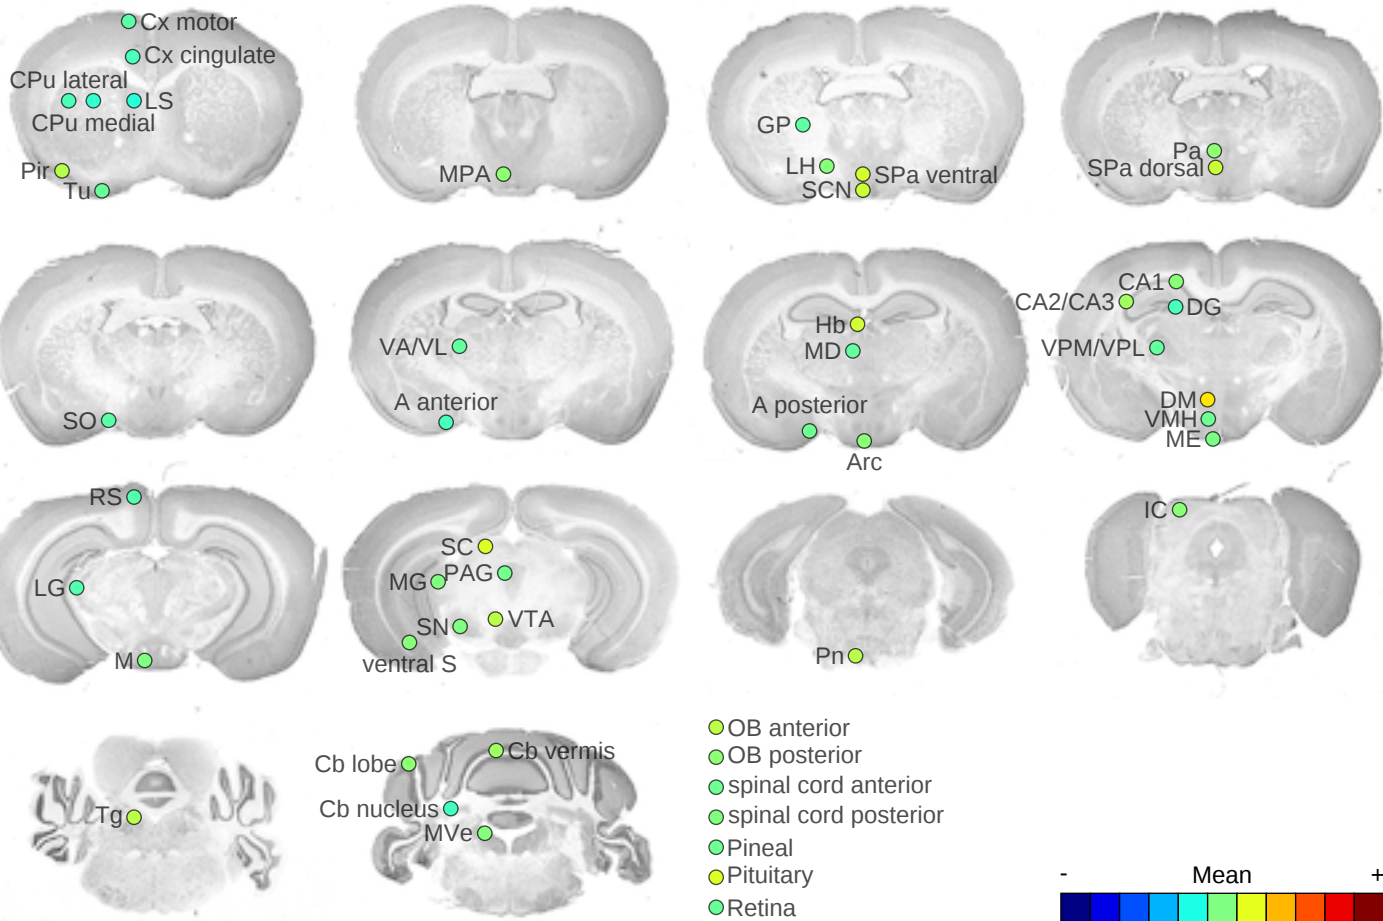 Cx motor
Cx cingulate
CPu lateral
LS
CPu medial
Pir
Tu
MPA
GP
LH
SPa ventral
SCN
Pa
SPa dorsal
SO
VA/VL
A anterior
Hb
MD
A posterior
Arc
CA1
CA2/CA3
DG
VPM/VPL
DM
VMH
ME
RS
LG
M
SC
MG
PAG
SN
VTA
ventral S
Pn
IC
Tg
Cb lobe
Cb vermis
Cb nucleus
MVe
OB anterior
OB posterior
spinal cord anterior
spinal cord posterior
Pineal
Pituitary
Retina
- Mean +